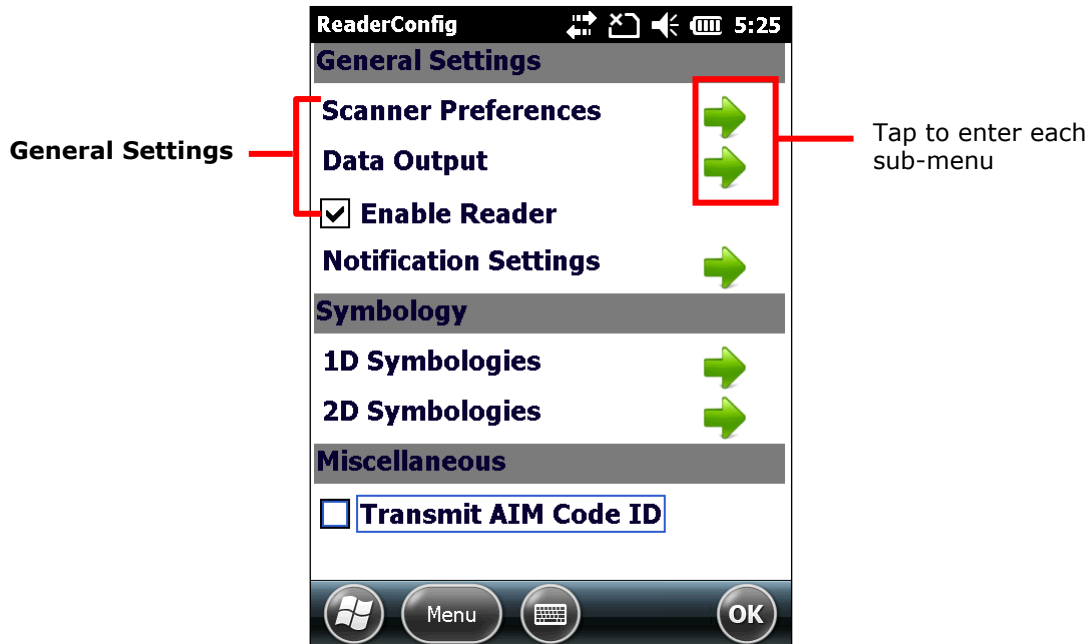 ReaderConfig 5:25
General Settings
Scanner Preferences
Data Output
Enable Reader
Notification Settings
Symbology
1D Symbologies
2D Symbologies
Miscellaneous
Transmit AIM Code ID
Menu OK
General Settings
Tap to enter each
sub-menu